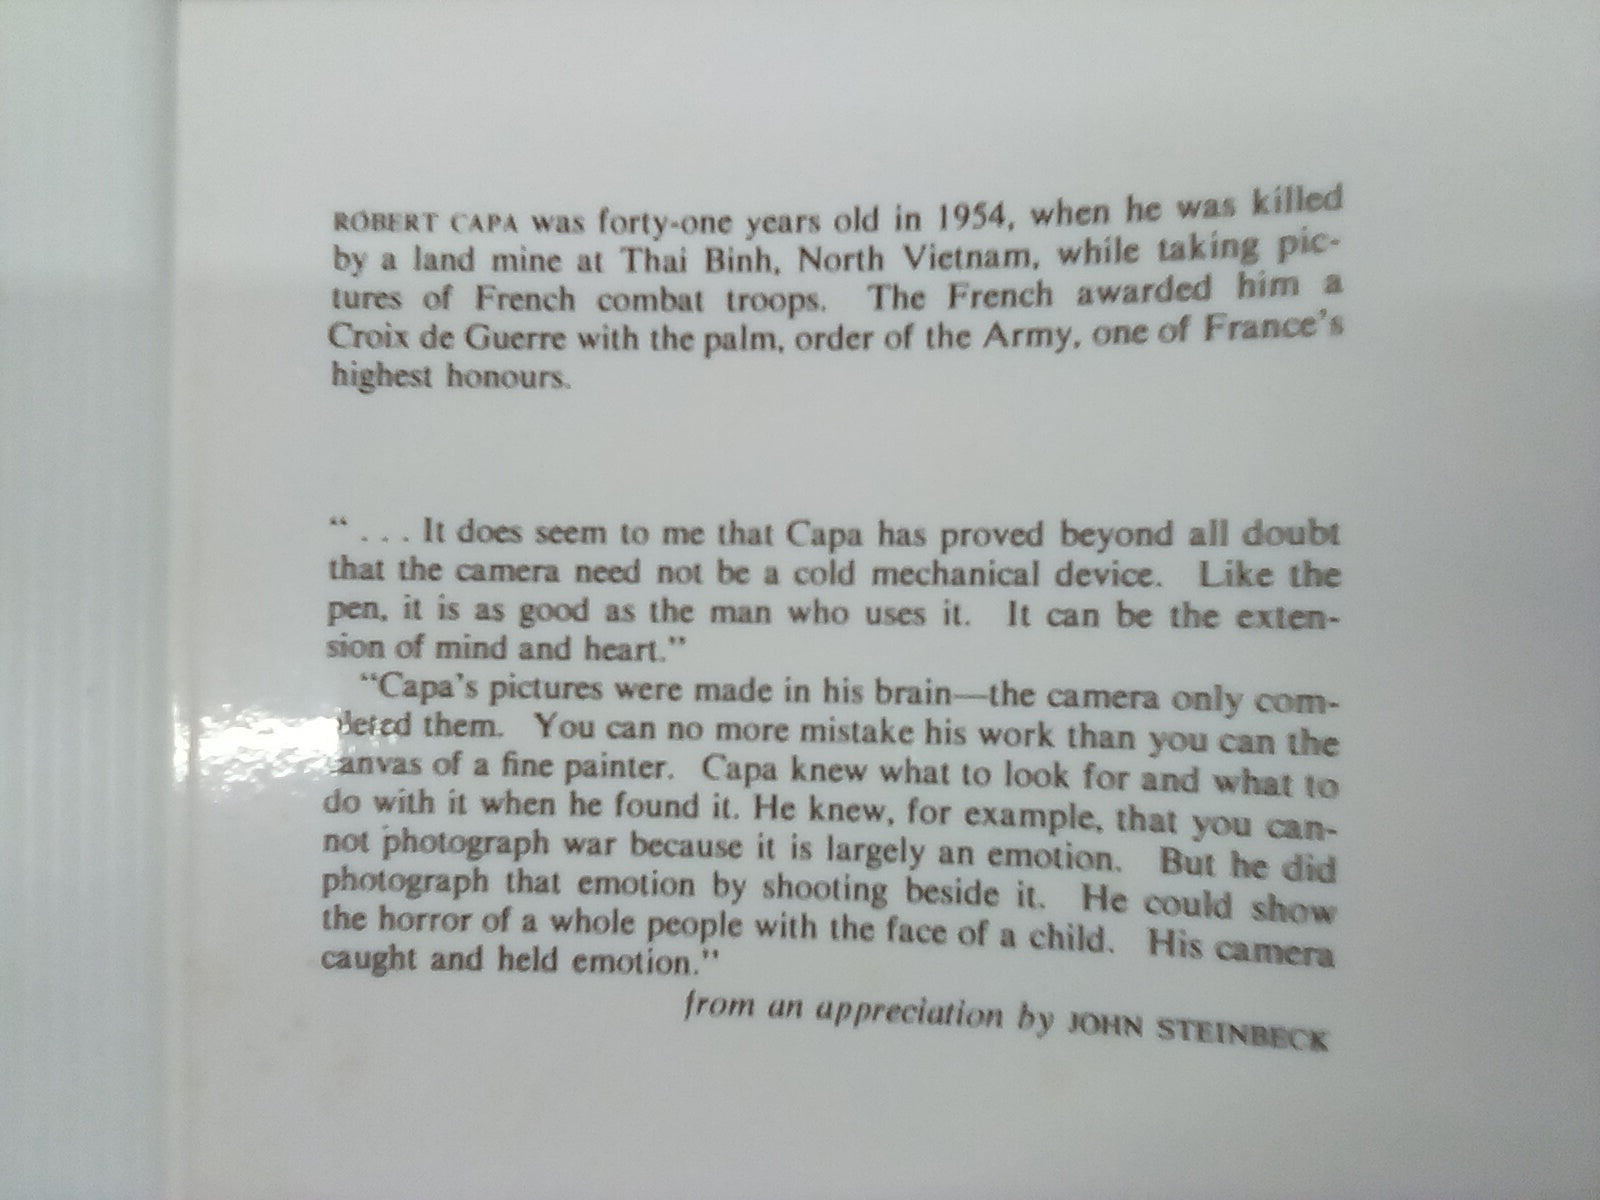 ROBERT CAPA was forty-one years old in 1954, when he was killed
by a land mine at Thai Binh, North Vietnam, while taking pic-
tures of French combat troops. The French awarded him a
Croix de Guerre with the palm, order of the Army, one of France's
highest honours.
". . . It does seem to me that Capa has proved beyond all doubt
that the camera need not be a cold mechanical device. Like the
pen, it is as good as the man who uses it. It can be the exten-
sion of mind and heart."
"Capa's pictures were made in his brain—the camera only com-
pleted them. You can no more mistake his work than you can the
canvas of a fine painter. Capa knew what to look for and what to
do with it when he found it. He knew, for example, that you can-
not photograph war because it is largely an emotion. But he did
photograph that emotion by shooting beside it. He could show
the horror of a whole people with the face of a child. His camera
caught and held emotion."
from an appreciation by JOHN STEINBECK